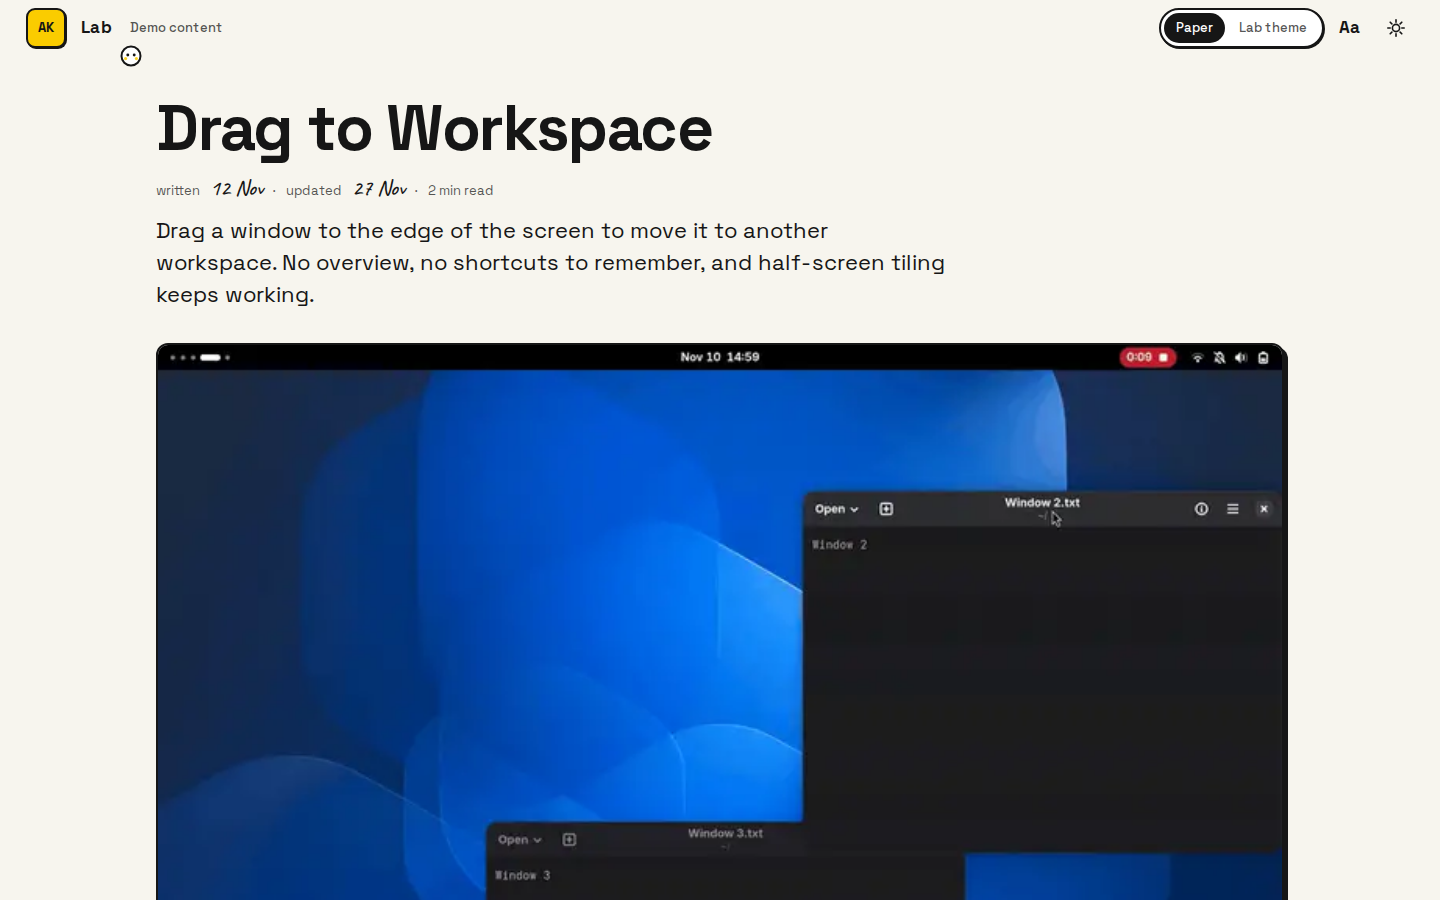 AK Lab Demo content Paper Lab theme Aa
Drag to Workspace
written 12 Nov · updated 27 Nov · 2 min read
Drag a window to the edge of the screen to move it to another
workspace. No overview, no shortcuts to remember, and half-screen tiling
keeps working.
Nov 10 14:59 0:09
Open Window 2.txt
~/
Window 2
Open Window 3.txt
~/
Window 3